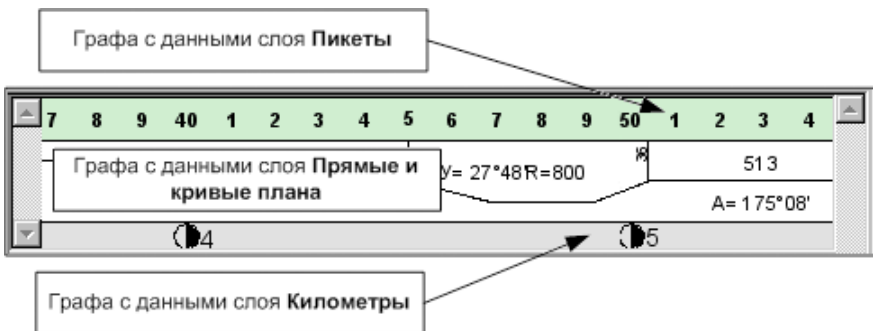 Графа с данными слоя Пикеты
7 8 9 40 1 2 3 4 5 6 7 8 9 50 1 2 3 4
Графа с данными слоя Прямые и
кривые плана
У= 27°48'R=800
36
513
A= 175°08'
4
5
Графа с данными слоя Километры